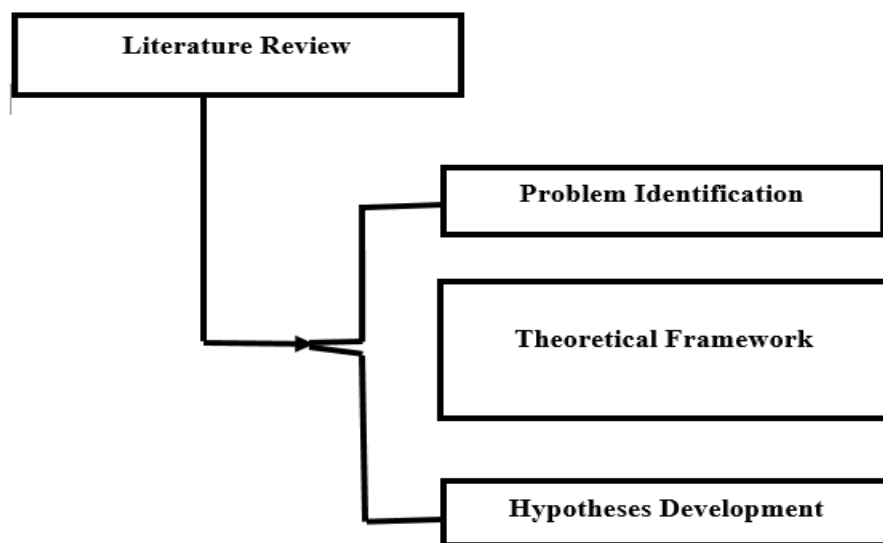 Literature Review
Problem Identification
Theoretical Framework
Hypotheses Development